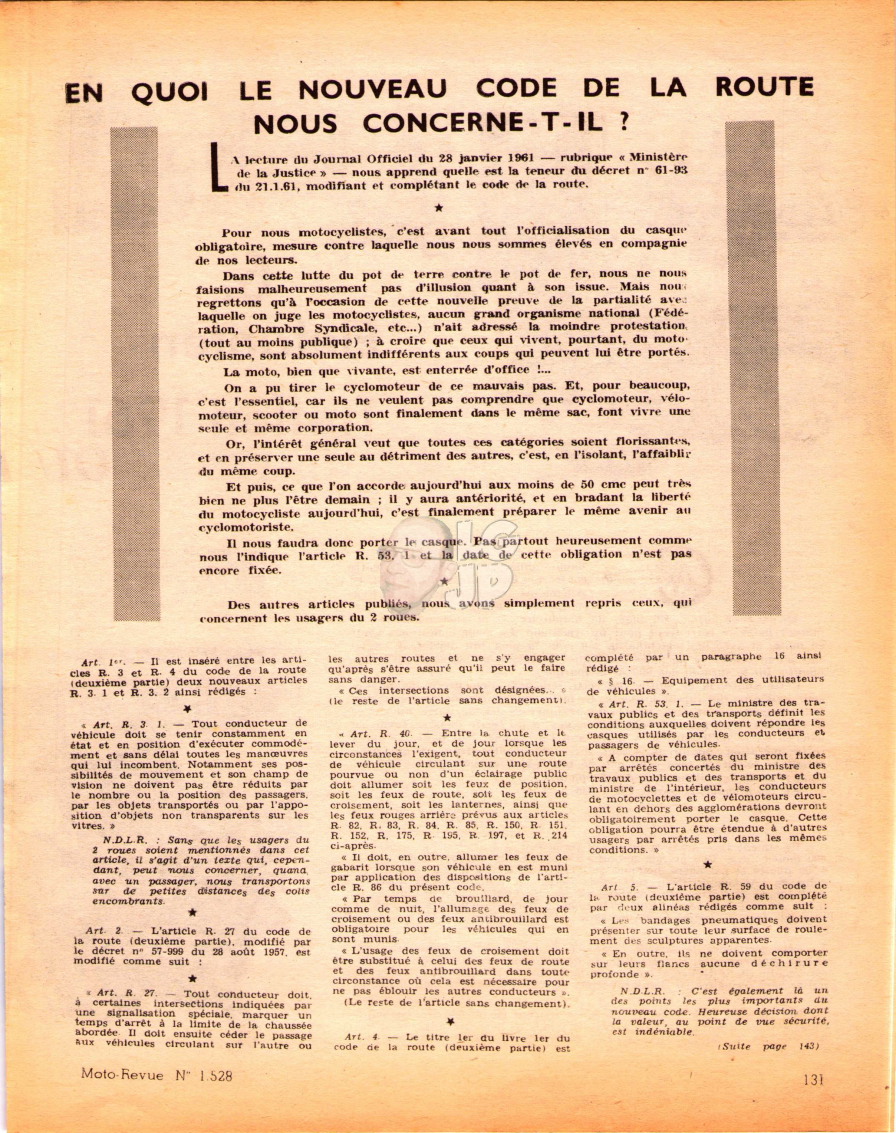 EN QUOI LE NOUVEAU CODE DE LA ROUTE
NOUS CONCERNE-T-IL ?
LA lecture du Journal Officiel du 28 janvier 1961 — rubrique « Ministère
de la Justice » — nous apprend quelle est la teneur du décret n° 61-93
du 21.1.61, modifiant et complétant le code de la route.
★
Pour nous motocyclistes, c'est avant tout l'officialisation du casque
obligatoire, mesure contre laquelle nous nous sommes élevés en compagnie
de nos lecteurs.
Dans cette lutte du pot de terre contre le pot de fer, nous ne nous
faisions malheureusement pas d'illusion quant à son issue. Mais nous
regrettons qu'à l'occasion de cette nouvelle preuve de la partialité avec
laquelle on juge les motocyclistes, aucun grand organisme national (Fédé-
ration, Chambre Syndicale, etc...) n'ait adressé la moindre protestation
(tout au moins publique) ; à croire que ceux qui vivent, pourtant, du moto-
cyclisme, sont absolument indifférents aux coups qui peuvent lui être portés.
La moto, bien que vivante, est enterrée d'office !...
On a pu tirer le cyclomoteur de ce mauvais pas. Et, pour beaucoup,
c'est l'essentiel, car ils ne veulent pas comprendre que cyclomoteur, vélo-
moteur, scooter ou moto sont finalement dans le même sac, font vivre une
seule et même corporation.
Or, l'intérêt général veut que toutes ces catégories soient florissantes,
et en préserver une seule au détriment des autres, c'est, en l'isolant, l'affaiblir
du même coup.
Et puis, ce que l'on accorde aujourd'hui aux moins de 50 cmc peut très
bien ne plus l'être demain ; il y aura antériorité, et en bradant la liberté
du motocycliste aujourd'hui, c'est finalement préparer le même avenir au
cyclomotoriste.
Il nous faudra donc porter le casque. Pas partout heureusement comme
nous l'indique l'article R. 53, 1 et la date de cette obligation n'est pas
encore fixée.
★
Des autres articles publiés, nous avons simplement repris ceux, qui
concernent les usagers du 2 roues.
Art. 1er. — Il est inséré entre les arti-
cles R. 3 et R. 4 du code de la route
(deuxième partie) deux nouveaux articles
R. 3. 1 et R. 3. 2 ainsi rédigés :
★
« Art. R. 3. 1. — Tout conducteur de
véhicule doit se tenir constamment en
état et en position d'exécuter commodé-
ment et sans délai toutes les manœuvres
qui lui incombent. Notamment ses pos-
sibilités de mouvement et son champ de
vision ne doivent pas être réduits par
le nombre ou la position des passagers,
par les objets transportés ou par l'appo-
sition d'objets non transparents sur les
vitres. »
N.D.L.R. : Sans que les usagers du
2 roues soient mentionnés dans cet
article, il s'agit d'un texte qui, cepen-
dant, peut nous concerner, quand,
avec un passager, nous transportons
sur de petites distances des colis
encombrants.
★
Art. 2. — L'article R. 27 du code de
la route (deuxième partie), modifié par
le décret n° 57-999 du 28 août 1957, est
modifié comme suit :
★
« Art. R. 27. — Tout conducteur doit,
à certaines intersections indiquées par
une signalisation spéciale, marquer un
temps d'arrêt à la limite de la chaussée
abordée. Il doit ensuite céder le passage
aux véhicules circulant sur l'autre ou
les autres routes et ne s'y engager
qu'après s'être assuré qu'il peut le faire
sans danger.
« Ces intersections sont désignées... »
(le reste de l'article sans changement).
★
« Art. R. 40. — Entre la chute et le
lever du jour, et de jour lorsque les
circonstances l'exigent, tout conducteur
de véhicule circulant sur une route
pourvue ou non d'un éclairage public
doit allumer soit les feux de position,
soit les feux de route, soit les feux de
croisement, soit les lanternes, ainsi que
les feux rouges arrière prévus aux articles
R. 82, R. 83, R. 84, R. 85, R. 150, R. 151,
R. 152, R. 175, R. 195, R. 197, et R. 214
ci-après.
« Il doit, en outre, allumer les feux de
gabarit lorsque son véhicule en est muni
par application des dispositions de l'arti-
cle R. 86 du présent code.
« Par temps de brouillard, de jour
comme de nuit, l'allumage des feux de
croisement ou des feux antibrouillard est
obligatoire pour les véhicules qui en
sont munis.
« L'usage des feux de croisement doit
être substitué à celui des feux de route
et des feux antibrouillard dans toute
circonstance où cela est nécessaire pour
ne pas éblouir les autres conducteurs ».
(Le reste de l'article sans changement).
★
Art. 4. — Le titre 1er du livre 1er du
code de la route (deuxième partie) est
complété par un paragraphe 16 ainsi
rédigé :
« § 16. — Equipement des utilisateurs
de véhicules ».
« Art. R. 53, 1. — Le ministre des tra-
vaux publics et des transports définit les
conditions auxquelles doivent répondre les
casques utilisés par les conducteurs et
passagers de véhicules.
« A compter de dates qui seront fixées
par arrêtés concertés du ministre des
travaux publics et des transports et du
ministre de l'intérieur, les conducteurs
de motocyclettes et de vélomoteurs circu-
lant en dehors des agglomérations devront
obligatoirement porter le casque. Cette
obligation pourra être étendue à d'autres
usagers par arrêtés pris dans les mêmes
conditions. »
★
Art. 5. — L'article R. 59 du code de
la route (deuxième partie) est complété
par deux alinéas rédigés comme suit :
« Les bandages pneumatiques doivent
présenter sur toute leur surface de roule-
ment des sculptures apparentes.
« En outre, ils ne doivent comporter
sur leurs flancs aucune déchirure
profonde ».
N.D.L.R. : C'est également là un
des points les plus importants du
nouveau code. Heureuse décision dont
la valeur, au point de vue sécurité,
est indéniable.
(Suite page 143)
Moto-Revue N° 1.528
131